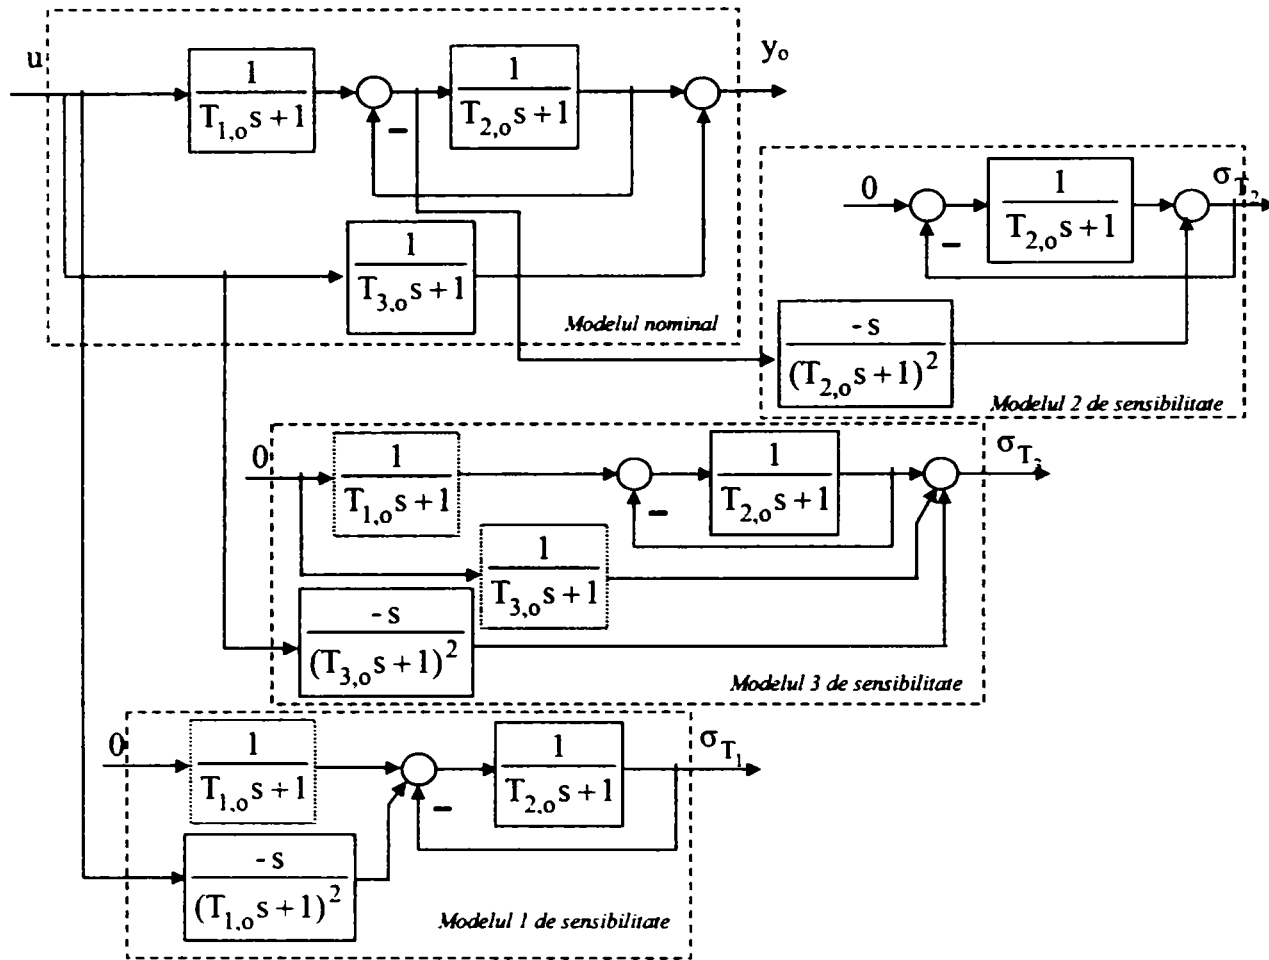 u
1
T1,o s + 1
−
1
T2,o s + 1
yo
1
T3,o s + 1
Modelul nominal
0
−
1
T2,o s + 1
σT2
-s
(T2,o s + 1)2
Modelul 2 de sensibilitate
0
1
T1,o s + 1
−
1
T2,o s + 1
σT3
1
T3,o s + 1
-s
(T3,o s + 1)2
Modelul 3 de sensibilitate
0
1
T1,o s + 1
−
1
T2,o s + 1
σT1
-s
(T1,o s + 1)2
Modelul 1 de sensibilitate